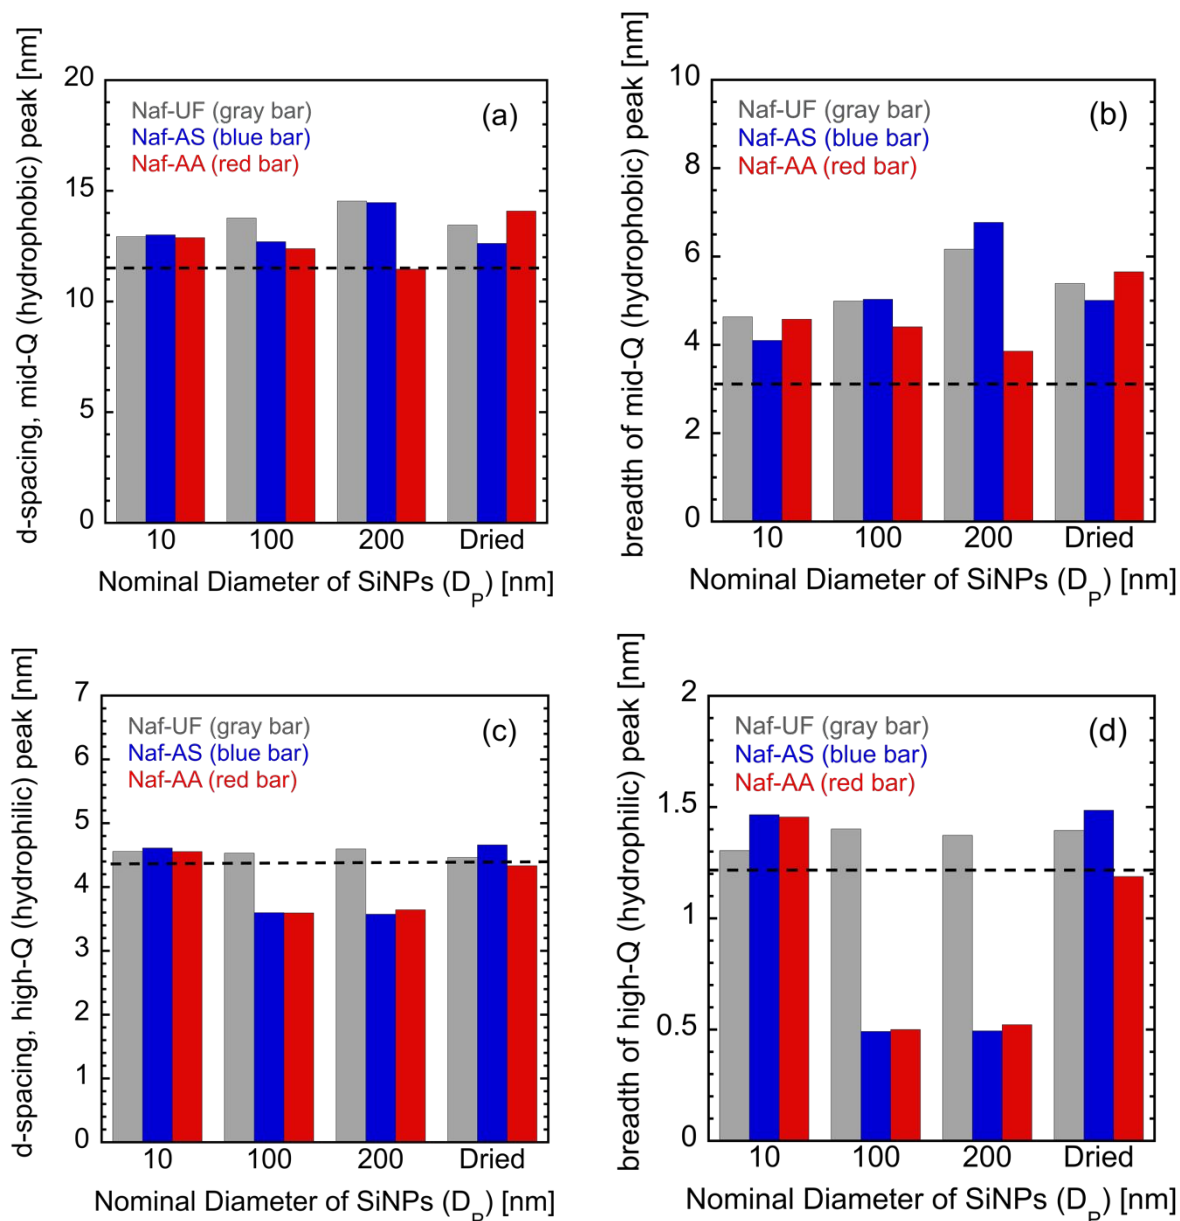 d-spacing, mid-Q (hydrophobic) peak [nm]
20
15
10
5
0
Naf-UF (gray bar)
Naf-AS (blue bar)
Naf-AA (red bar)
(a)
10 100 200 Dried
Nominal Diameter of SiNPs (D_P) [nm]
breadth of mid-Q (hydrophobic) peak [nm]
10
8
6
4
2
0
Naf-UF (gray bar)
Naf-AS (blue bar)
Naf-AA (red bar)
(b)
10 100 200 Dried
Nominal Diameter of SiNPs (D_P) [nm]
d-spacing, high-Q (hydrophilic) peak [nm]
7
6
5
4
3
2
1
0
Naf-UF (gray bar)
Naf-AS (blue bar)
Naf-AA (red bar)
(c)
10 100 200 Dried
Nominal Diameter of SiNPs (D_P) [nm]
breadth of high-Q (hydrophilic) peak [nm]
2
1.5
1
0.5
0
Naf-UF (gray bar)
Naf-AS (blue bar)
Naf-AA (red bar)
(d)
10 100 200 Dried
Nominal Diameter of SiNPs (D_P) [nm]